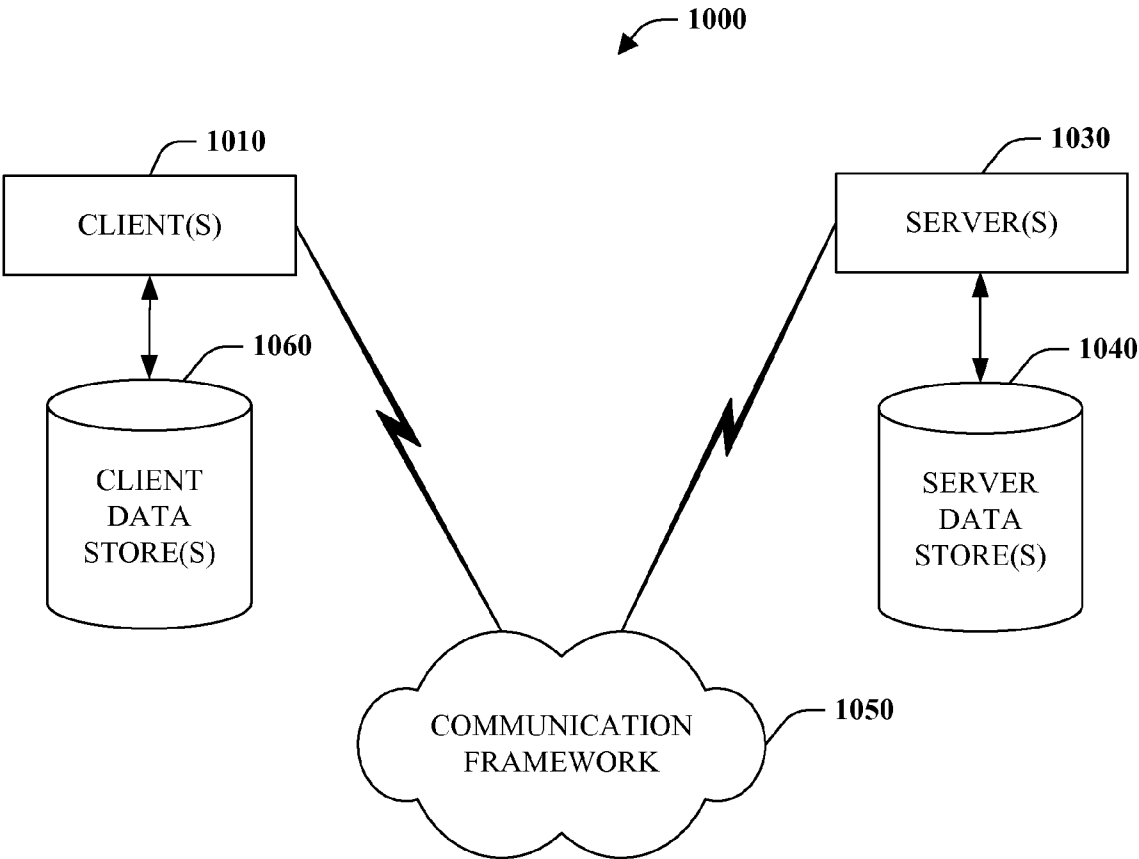 1000
1010
1030
CLIENT(S)
SERVER(S)
1060
1040
CLIENT
DATA
STORE(S)
SERVER
DATA
STORE(S)
COMMUNICATION
FRAMEWORK
1050